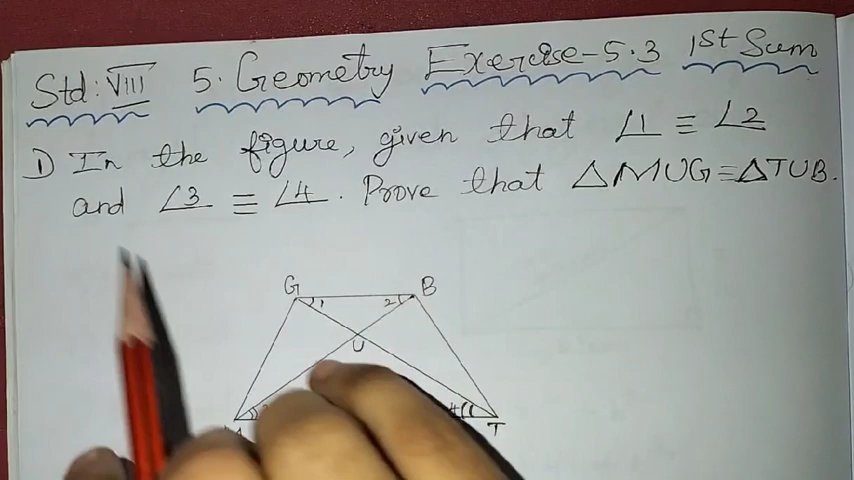 Std: VIII 5. Geometry Exercise-5.3 1st Sum
1) In the figure, given that ∠1 ≡ ∠2
and ∠3 ≡ ∠4. Prove that ΔMUG≡ΔTUB.
G B
1 2
U
4
T